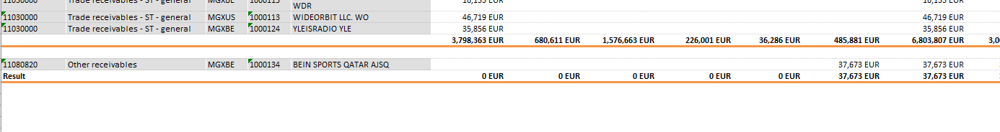 11030000 Trade receivables - ST - general MGXBE 1000115 WDR 16,155 EUR 16,155 EUR
11030000 Trade receivables - ST - general MGXUS 1000113 WIDEORBIT LLC. WO 46,719 EUR 46,719 EUR
11030000 Trade receivables - ST - general MGXBE 1000124 YLEISRADIO YLE 35,856 EUR 35,856 EUR
3,798,363 EUR 680,611 EUR 1,576,663 EUR 226,001 EUR 36,286 EUR 485,881 EUR 6,803,807 EUR 3,0
11080820 Other receivables MGXBE 1000134 BEIN SPORTS QATAR AJSQ 37,673 EUR 37,673 EUR
Result 0 EUR 0 EUR 0 EUR 0 EUR 0 EUR 37,673 EUR 37,673 EUR